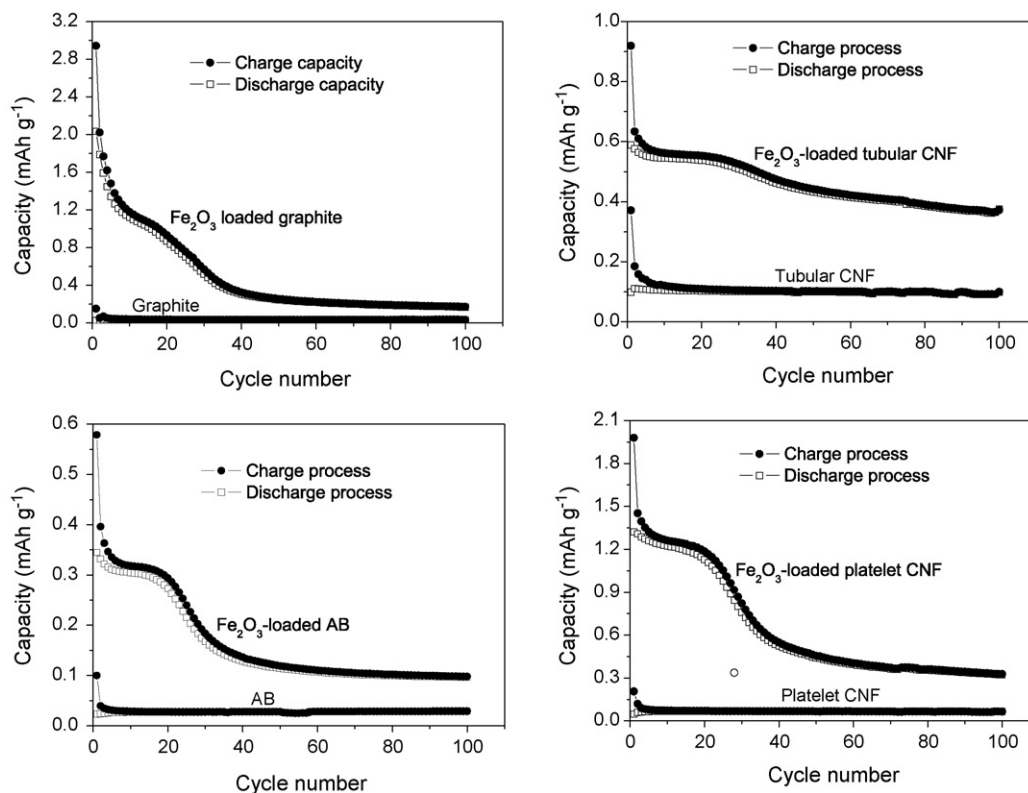 3.2
2.8
2.4
2.0
1.6
1.2
0.8
0.4
0.0
Capacity (mAh g⁻¹)
Charge capacity
Discharge capacity
Fe₂O₃ loaded graphite
Graphite
0 20 40 60 80 100
Cycle number
1.0
0.8
0.6
0.4
0.2
0.0
Capacity (mAh g⁻¹)
Charge process
Discharge process
Fe₂O₃-loaded tubular CNF
Tubular CNF
0 20 40 60 80 100
Cycle number
0.6
0.5
0.4
0.3
0.2
0.1
0.0
Capacity (mAh g⁻¹)
Charge process
Discharge process
Fe₂O₃-loaded AB
AB
0 20 40 60 80 100
Cycle number
2.1
1.8
1.5
1.2
0.9
0.6
0.3
0.0
Capacity (mAh g⁻¹)
Charge process
Discharge process
Fe₂O₃-loaded platelet CNF
Platelet CNF
0 20 40 60 80 100
Cycle number